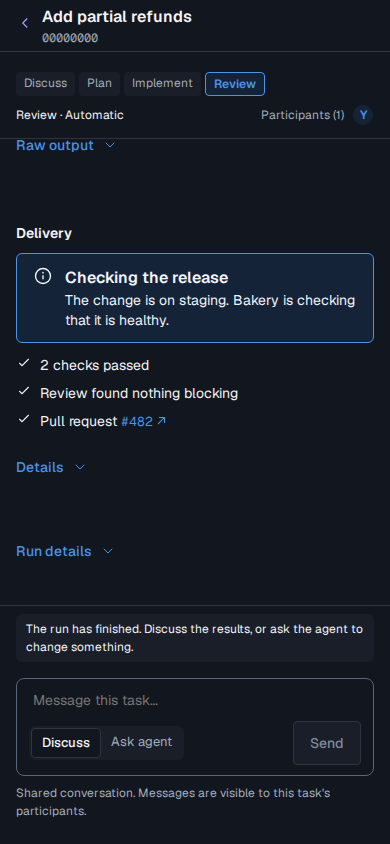 Add partial refunds
00000000
Discuss Plan Implement Review
Review · Automatic Participants (1) Y
Raw output
Delivery
Checking the release
The change is on staging. Bakery is checking
that it is healthy.
2 checks passed
Review found nothing blocking
Pull request #482
Details
Run details
The run has finished. Discuss the results, or ask the agent to
change something.
Message this task...
Discuss Ask agent Send
Shared conversation. Messages are visible to this task's
participants.